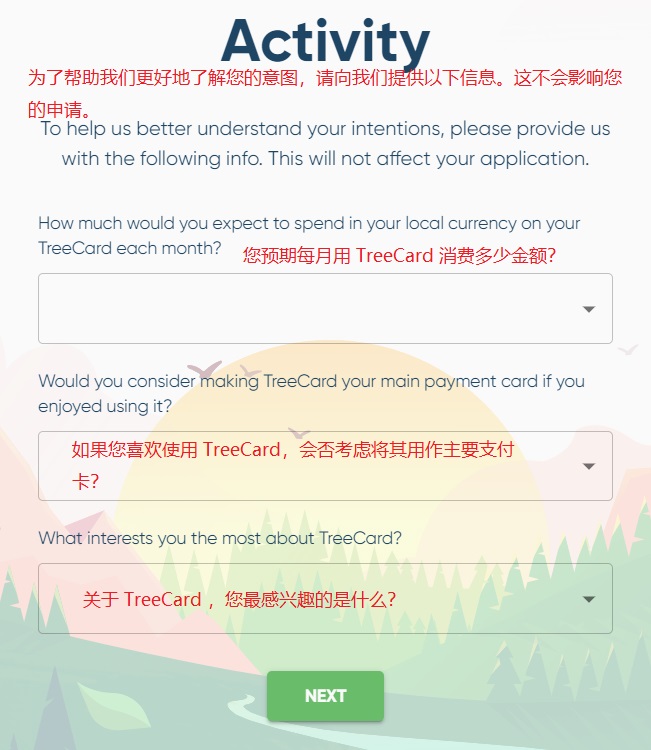 Activity
为了帮助我们更好地了解您的意图，请向我们提供以下信息。这不会影响您
的申请。
To help us better understand your intentions, please provide us
with the following info. This will not affect your application.
How much would you expect to spend in your local currency on your
TreeCard each month?
您预期每月用 TreeCard 消费多少金额？
Would you consider making TreeCard your main payment card if you
enjoyed using it?
如果您喜欢使用 TreeCard，会否考虑将其用作主要支付
卡？
What interests you the most about TreeCard?
关于 TreeCard ，您最感兴趣的是什么？
NEXT